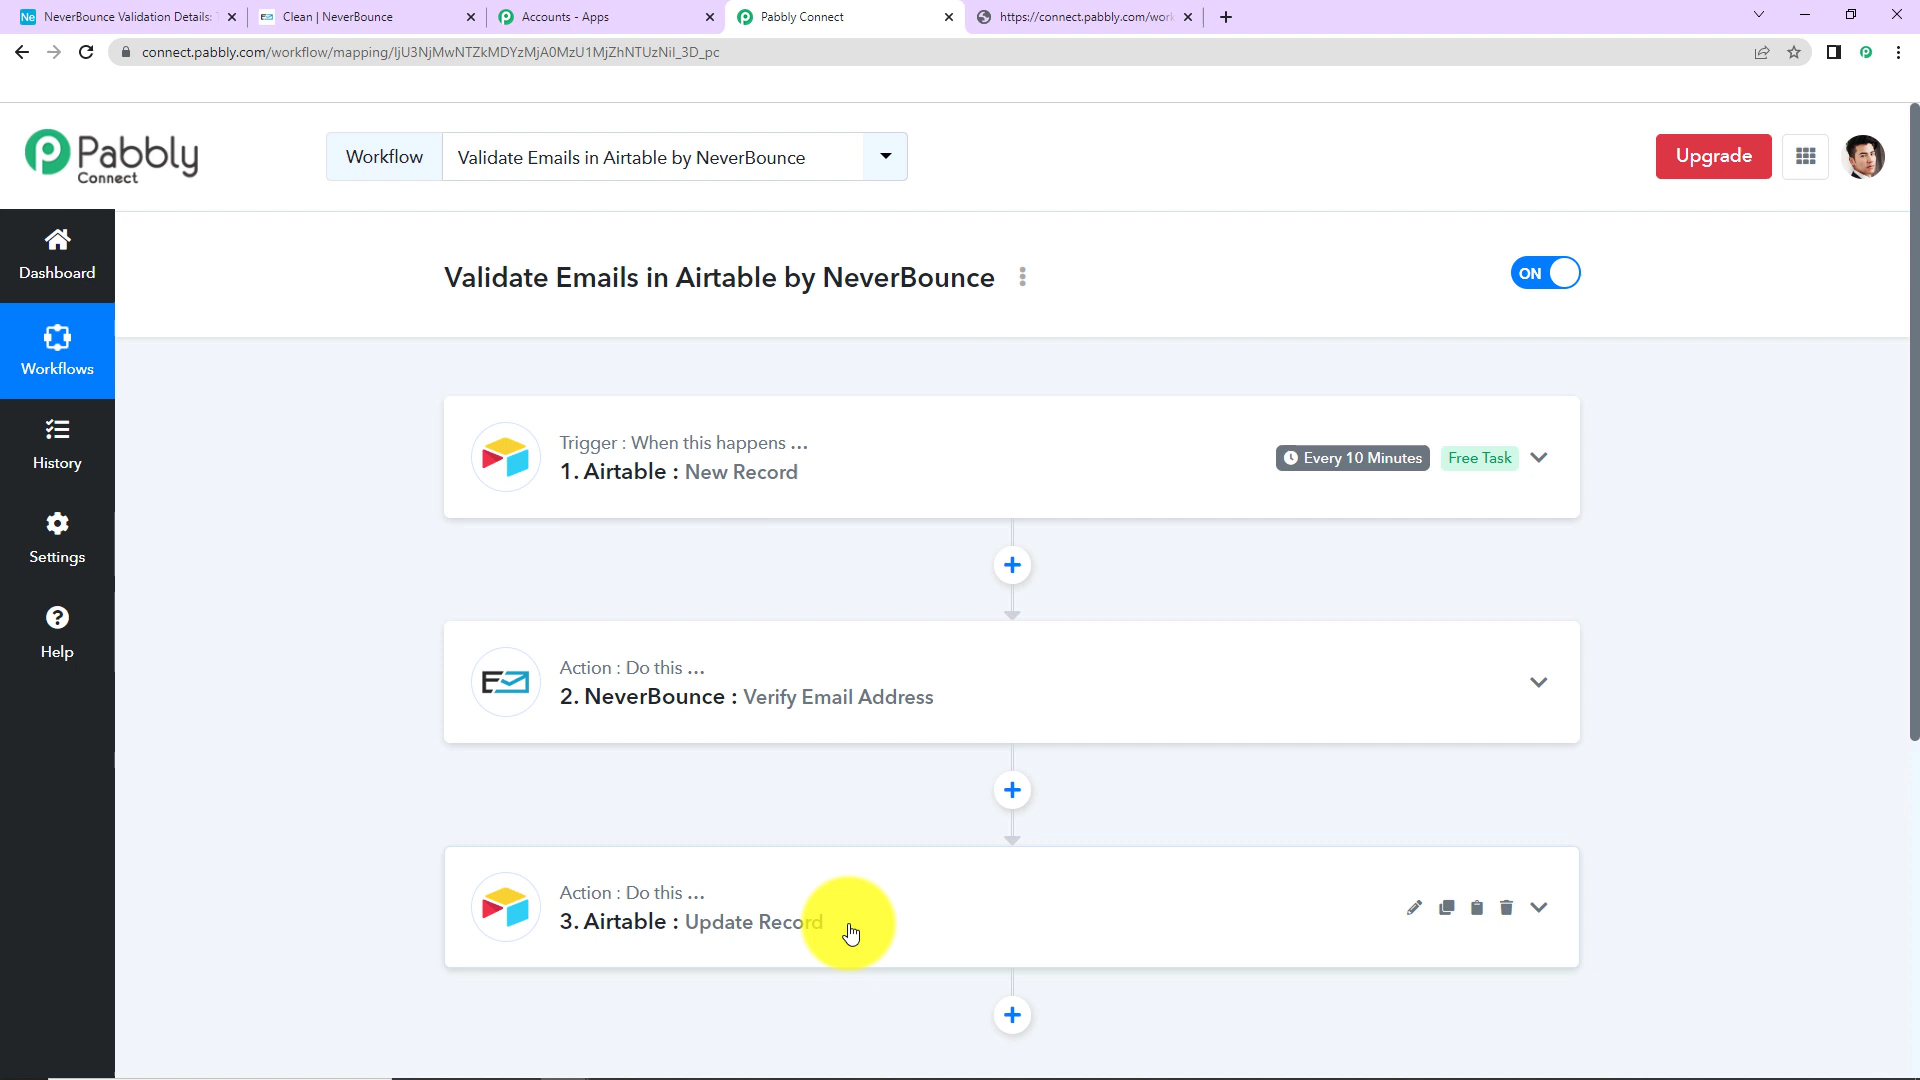 Ne NeverBounce Validation Details:
Clean | NeverBounce
Accounts - Apps
Pabbly Connect
https://connect.pabbly.com/work
connect.pabbly.com/workflow/mapping/IjU3NjMwNTZkMDYzMjA0MzU1MjZhNTUzNiI_3D_pc
Pabbly
Connect
Workflow
Validate Emails in Airtable by NeverBounce
Upgrade
Dashboard
Workflows
History
Settings
Help
Validate Emails in Airtable by NeverBounce
ON
Trigger : When this happens ...
1. Airtable : New Record
Every 10 Minutes
Free Task
Action : Do this ...
2. NeverBounce : Verify Email Address
Action : Do this ...
3. Airtable : Update Record